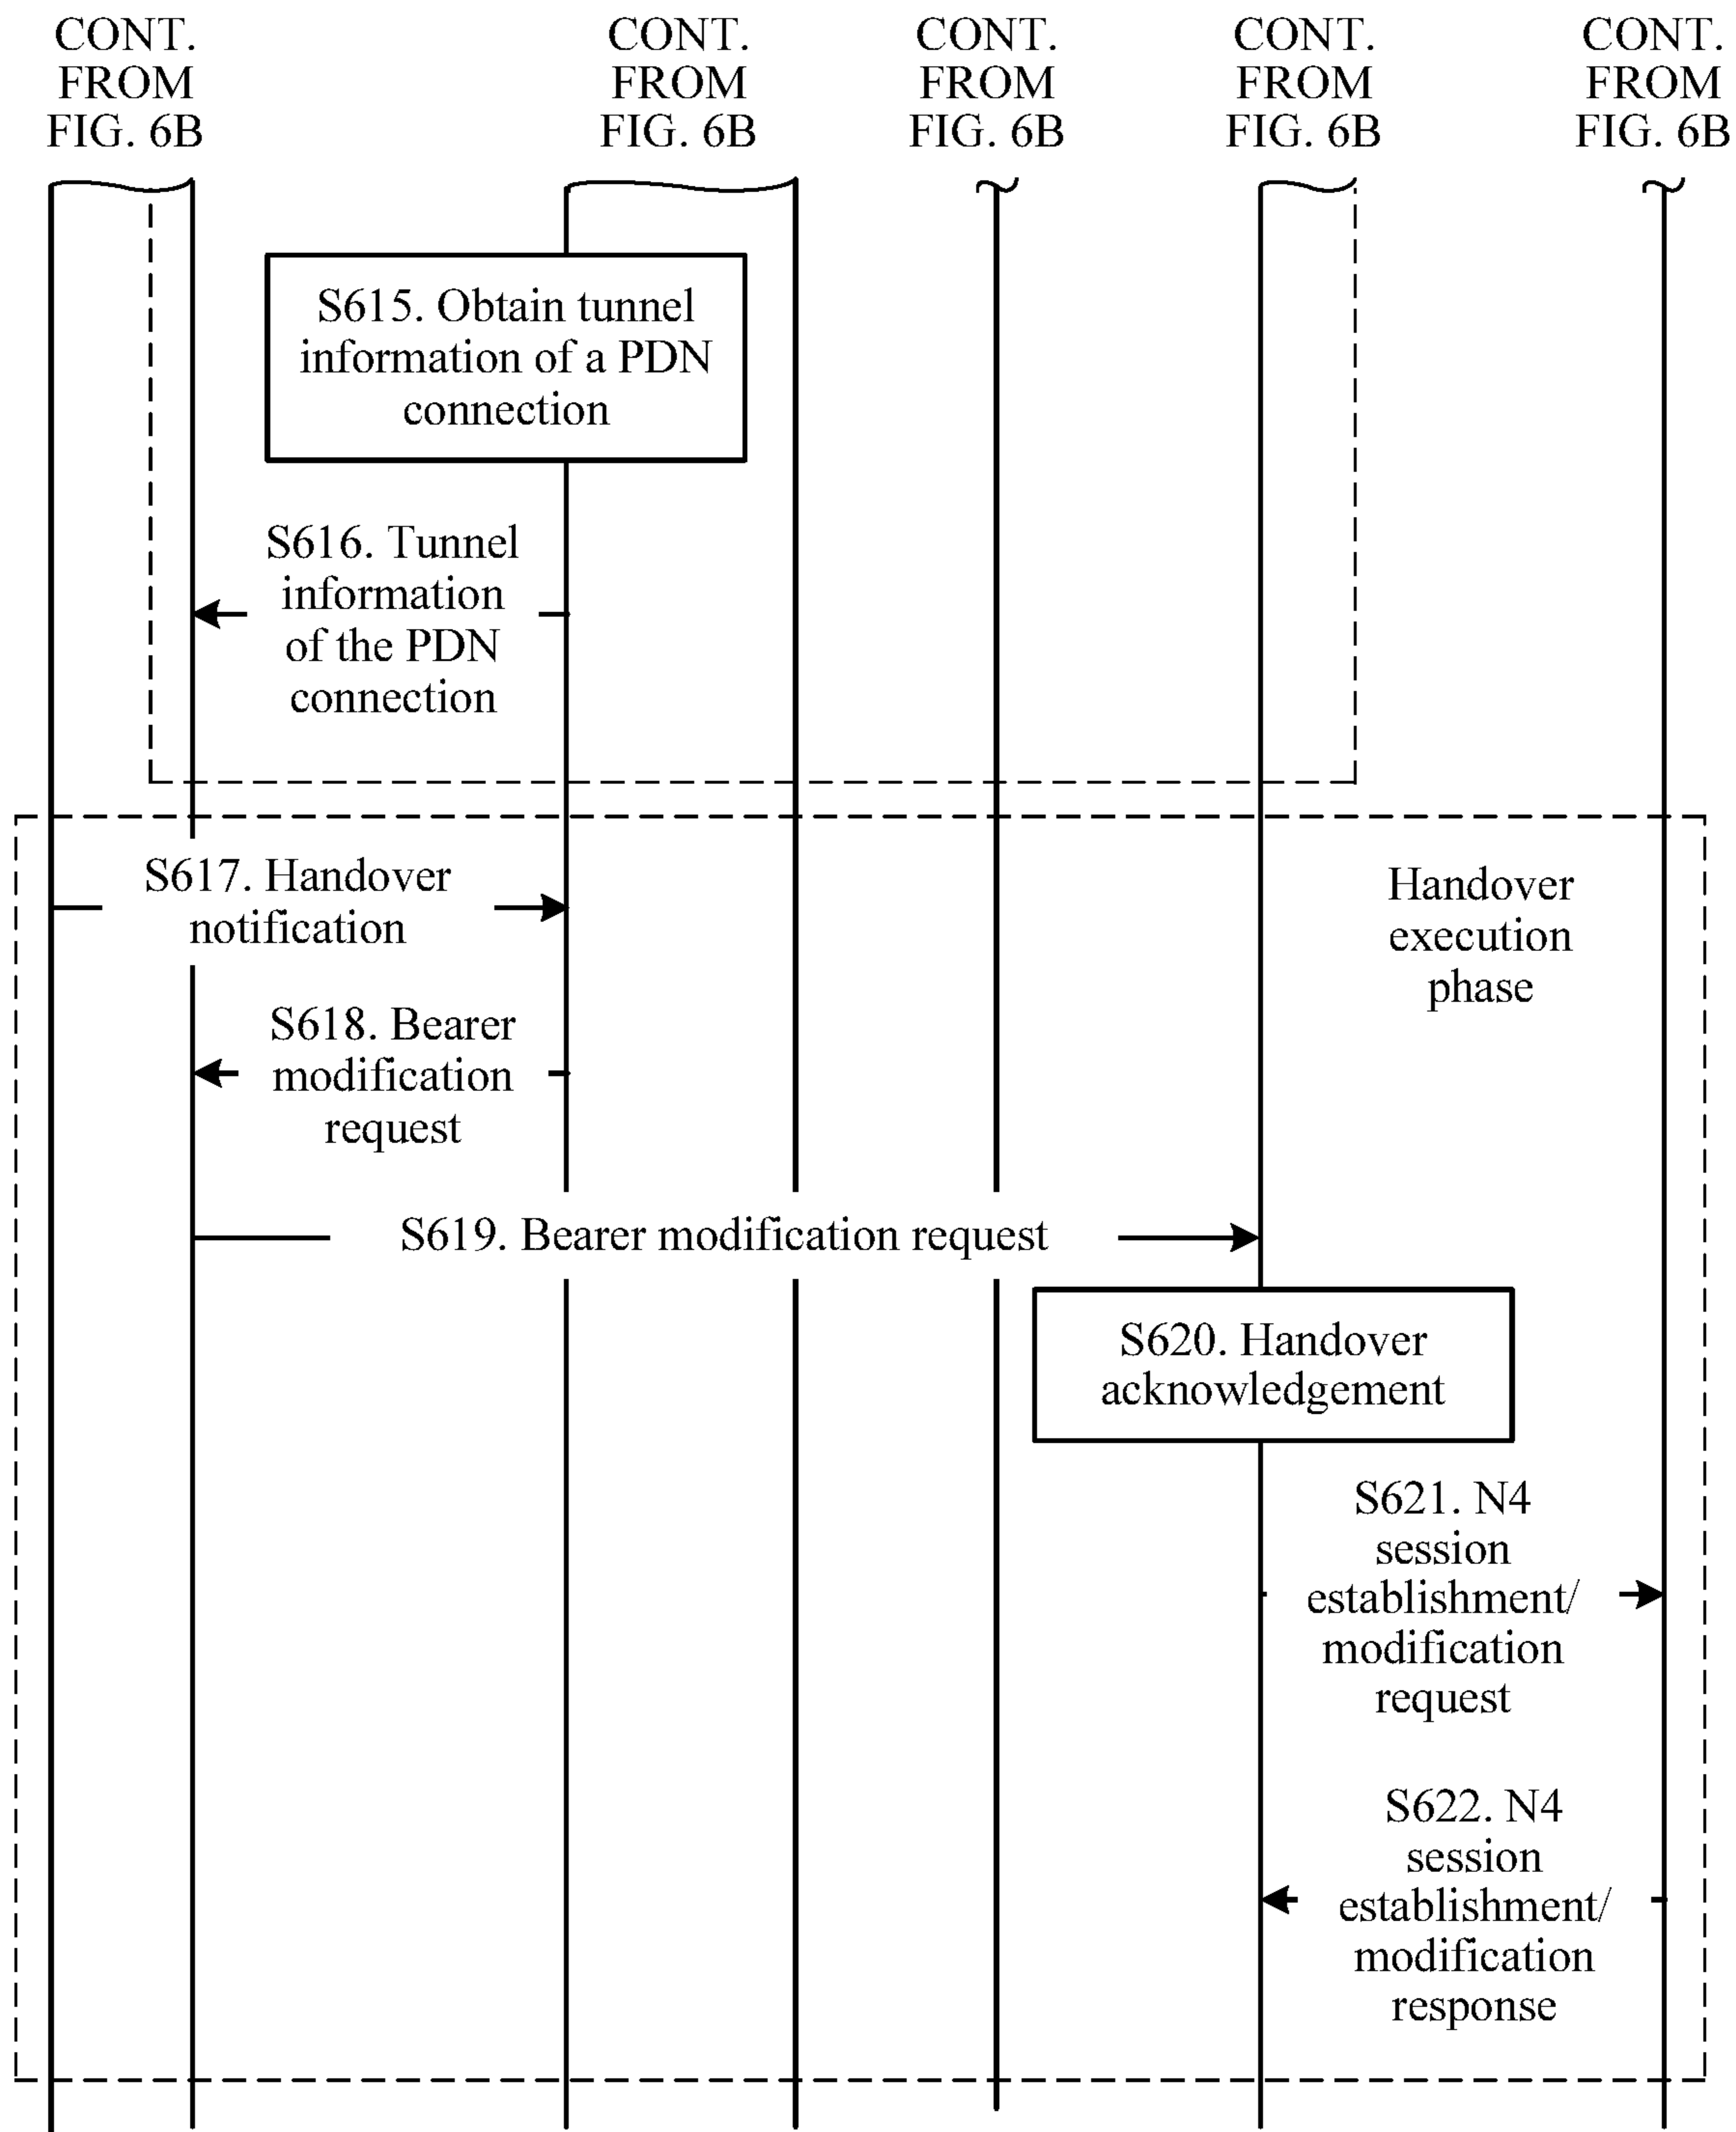 CONT.
FROM
FIG. 6B
CONT.
FROM
FIG. 6B
CONT.
FROM
FIG. 6B
CONT.
FROM
FIG. 6B
CONT.
FROM
FIG. 6B
S615. Obtain tunnel
information of a PDN
connection
S616. Tunnel
information
of the PDN
connection
S617. Handover
notification
Handover
execution
phase
S618. Bearer
modification
request
S619. Bearer modification request
S620. Handover
acknowledgement
S621. N4
session
establishment/
modification
request
S622. N4
session
establishment/
modification
response